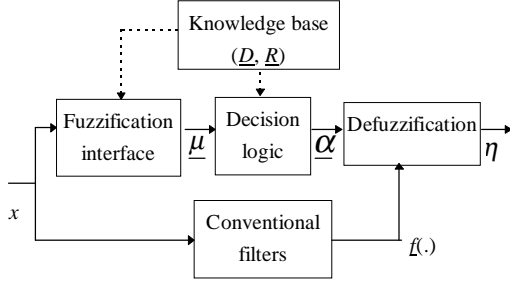 Knowledge base
(D, R)
Fuzzification
interface
μ
Decision
logic
α
Defuzzification
η
x
Conventional
filters
f(.)